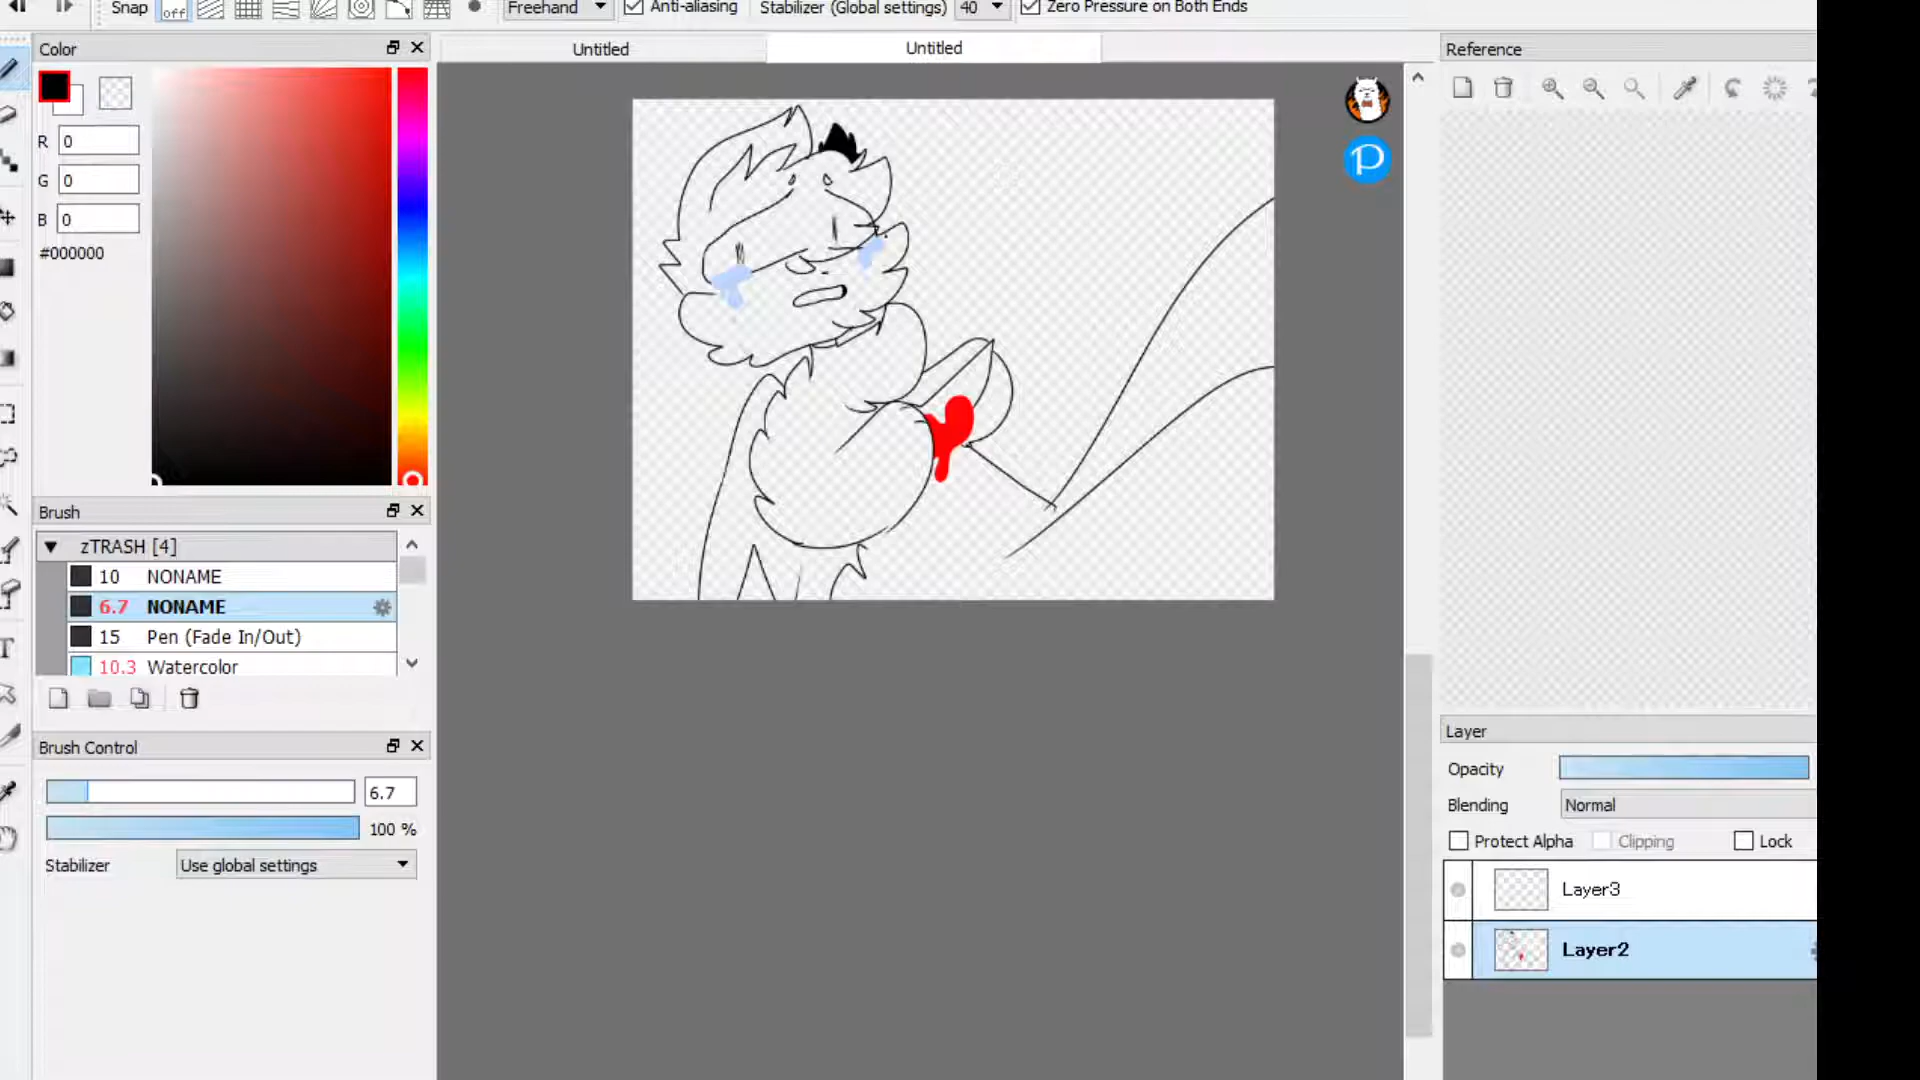 Snap off Freehand Anti-aliasing Stabilizer (Global settings) 40 Zero Pressure on Both Ends
Color
Untitled Untitled
Reference
R 0
G 0
B 0
#000000
P
Brush
zTRASH [4]
10 NONAME
6.7 NONAME
15 Pen (Fade In/Out)
10.3 Watercolor
Brush Control
6.7
100 %
Stabilizer Use global settings
Layer
Opacity
Blending Normal
Protect Alpha Clipping Lock
Layer3
Layer2
T